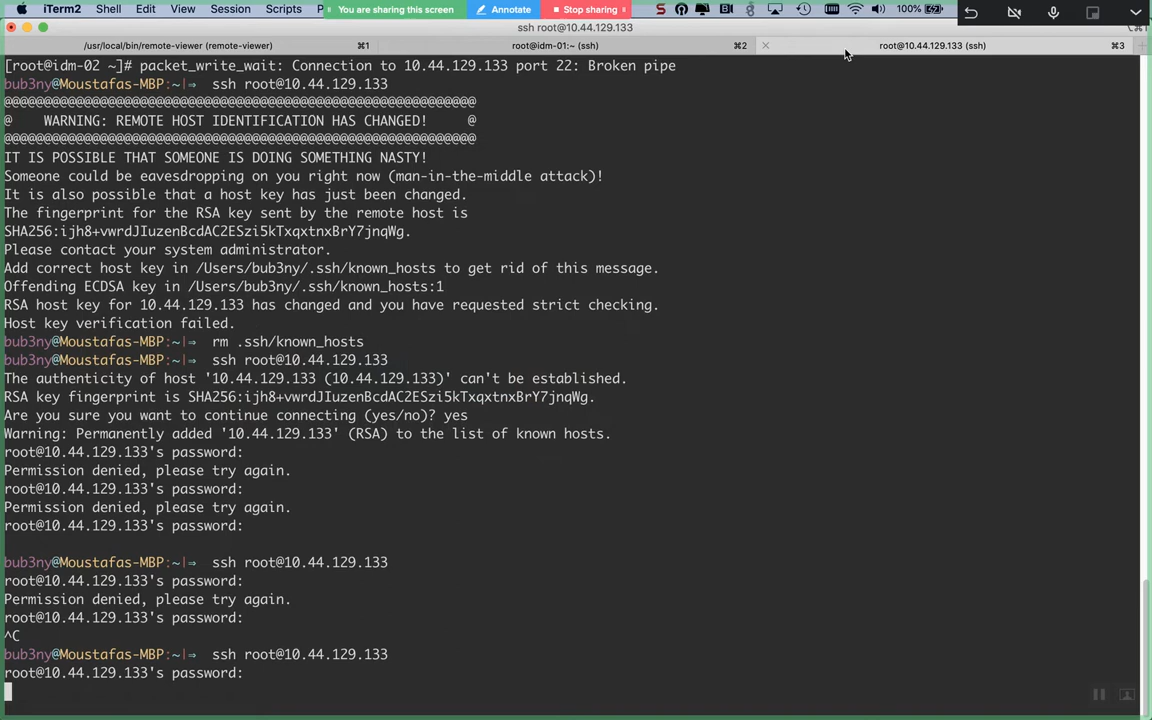 iTerm2 Shell Edit View Session Scripts P You are sharing this screen Annotate Stop sharing 100%
ssh root@10.44.129.133
/usr/local/bin/remote-viewer (remote-viewer) ⌘1 root@idm-01:~ (ssh) ⌘2 root@10.44.129.133 (ssh) ⌘3
[root@idm-02 ~]# packet_write_wait: Connection to 10.44.129.133 port 22: Broken pipe
bub3ny@Moustafas-MBP:~|⇒ ssh root@10.44.129.133
@@@@@@@@@@@@@@@@@@@@@@@@@@@@@@@@@@@@@@@@@@@@@@@@@@@@@@@@@@@
@ WARNING: REMOTE HOST IDENTIFICATION HAS CHANGED! @
@@@@@@@@@@@@@@@@@@@@@@@@@@@@@@@@@@@@@@@@@@@@@@@@@@@@@@@@@@@
IT IS POSSIBLE THAT SOMEONE IS DOING SOMETHING NASTY!
Someone could be eavesdropping on you right now (man-in-the-middle attack)!
It is also possible that a host key has just been changed.
The fingerprint for the RSA key sent by the remote host is
SHA256:ijh8+vwrdJIuzenBcdAC2ESzi5kTxqxtnxBrY7jnqWg.
Please contact your system administrator.
Add correct host key in /Users/bub3ny/.ssh/known_hosts to get rid of this message.
Offending ECDSA key in /Users/bub3ny/.ssh/known_hosts:1
RSA host key for 10.44.129.133 has changed and you have requested strict checking.
Host key verification failed.
bub3ny@Moustafas-MBP:~|⇒ rm .ssh/known_hosts
bub3ny@Moustafas-MBP:~|⇒ ssh root@10.44.129.133
The authenticity of host '10.44.129.133 (10.44.129.133)' can't be established.
RSA key fingerprint is SHA256:ijh8+vwrdJIuzenBcdAC2ESzi5kTxqxtnxBrY7jnqWg.
Are you sure you want to continue connecting (yes/no)? yes
Warning: Permanently added '10.44.129.133' (RSA) to the list of known hosts.
root@10.44.129.133's password:
Permission denied, please try again.
root@10.44.129.133's password:
Permission denied, please try again.
root@10.44.129.133's password:
bub3ny@Moustafas-MBP:~|⇒ ssh root@10.44.129.133
root@10.44.129.133's password:
Permission denied, please try again.
root@10.44.129.133's password:
^C
bub3ny@Moustafas-MBP:~|⇒ ssh root@10.44.129.133
root@10.44.129.133's password: